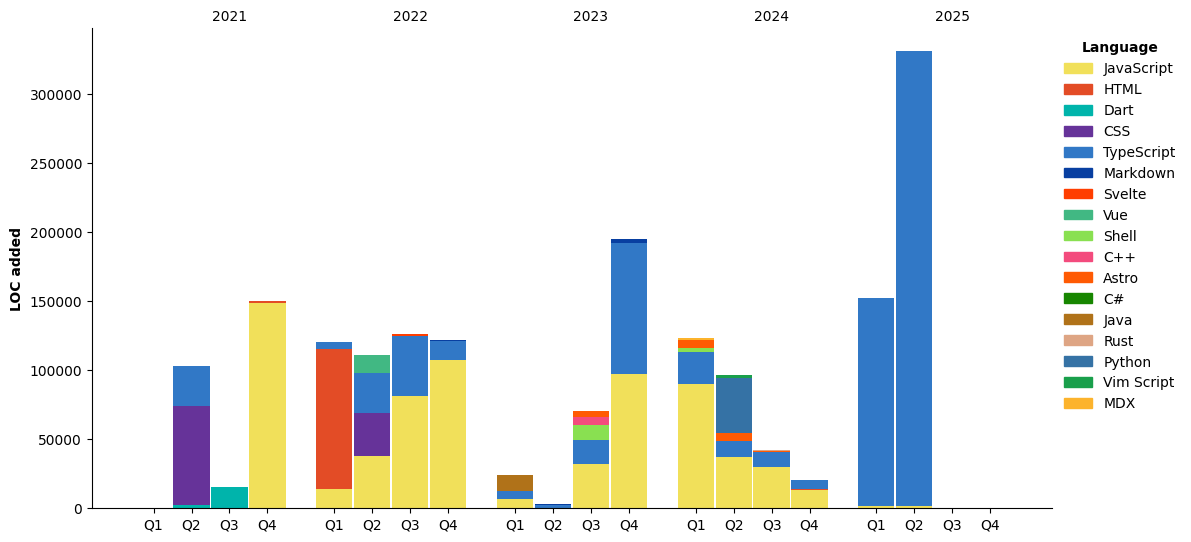 2021 2022 2023 2024 2025
Language
JavaScript
HTML
Dart
CSS
TypeScript
Markdown
Svelte
Vue
Shell
C++
Astro
C#
Java
Rust
Python
Vim Script
MDX
LOC added
300000
250000
200000
150000
100000
50000
0
Q1 Q2 Q3 Q4 Q1 Q2 Q3 Q4 Q1 Q2 Q3 Q4 Q1 Q2 Q3 Q4 Q1 Q2 Q3 Q4